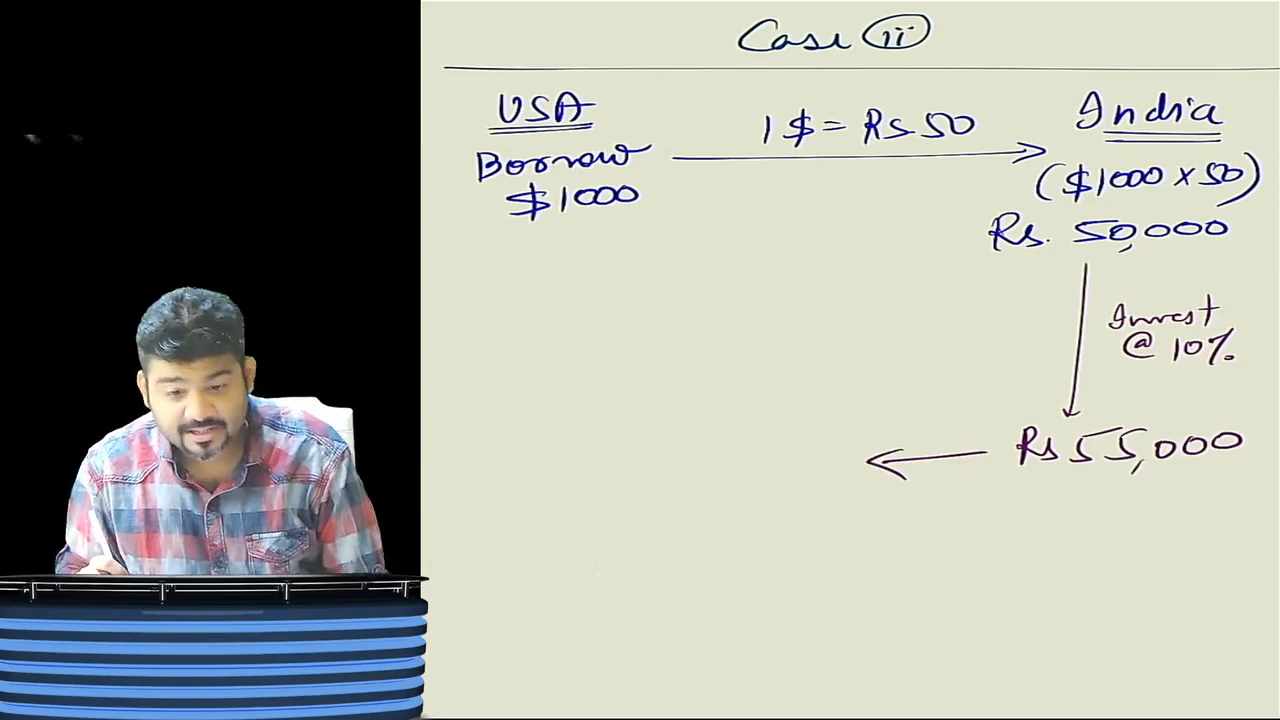 Case ii
USA
Borrow
$1000
1$ = Rs 50
India
($1000 x 50)
Rs. 50,000
Invest
@ 10%
Rs 55,000